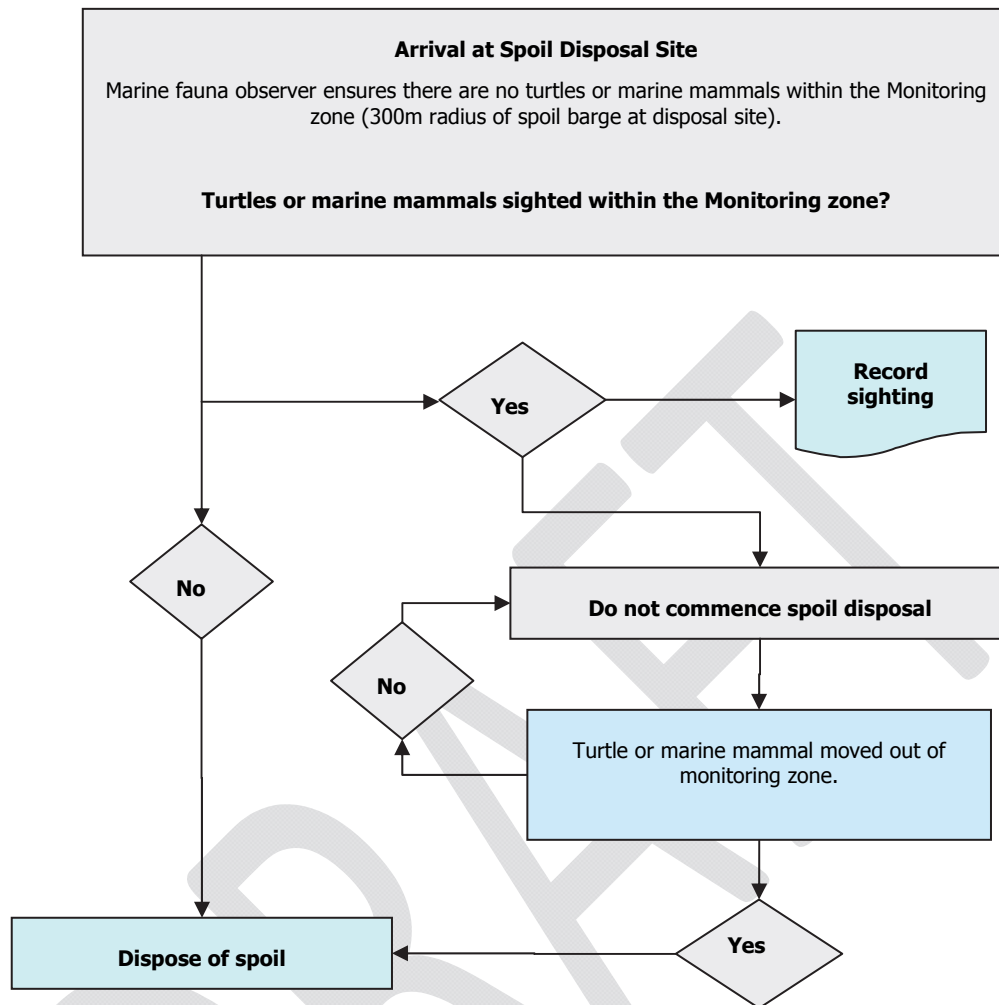 Arrival at Spoil Disposal Site
Marine fauna observer ensures there are no turtles or marine mammals within the Monitoring
zone (300m radius of spoil barge at disposal site).
Turtles or marine mammals sighted within the Monitoring zone?
Yes
Record
sighting
No
Do not commence spoil disposal
No
Turtle or marine mammal moved out of
monitoring zone.
Yes
Dispose of spoil
DRAFT